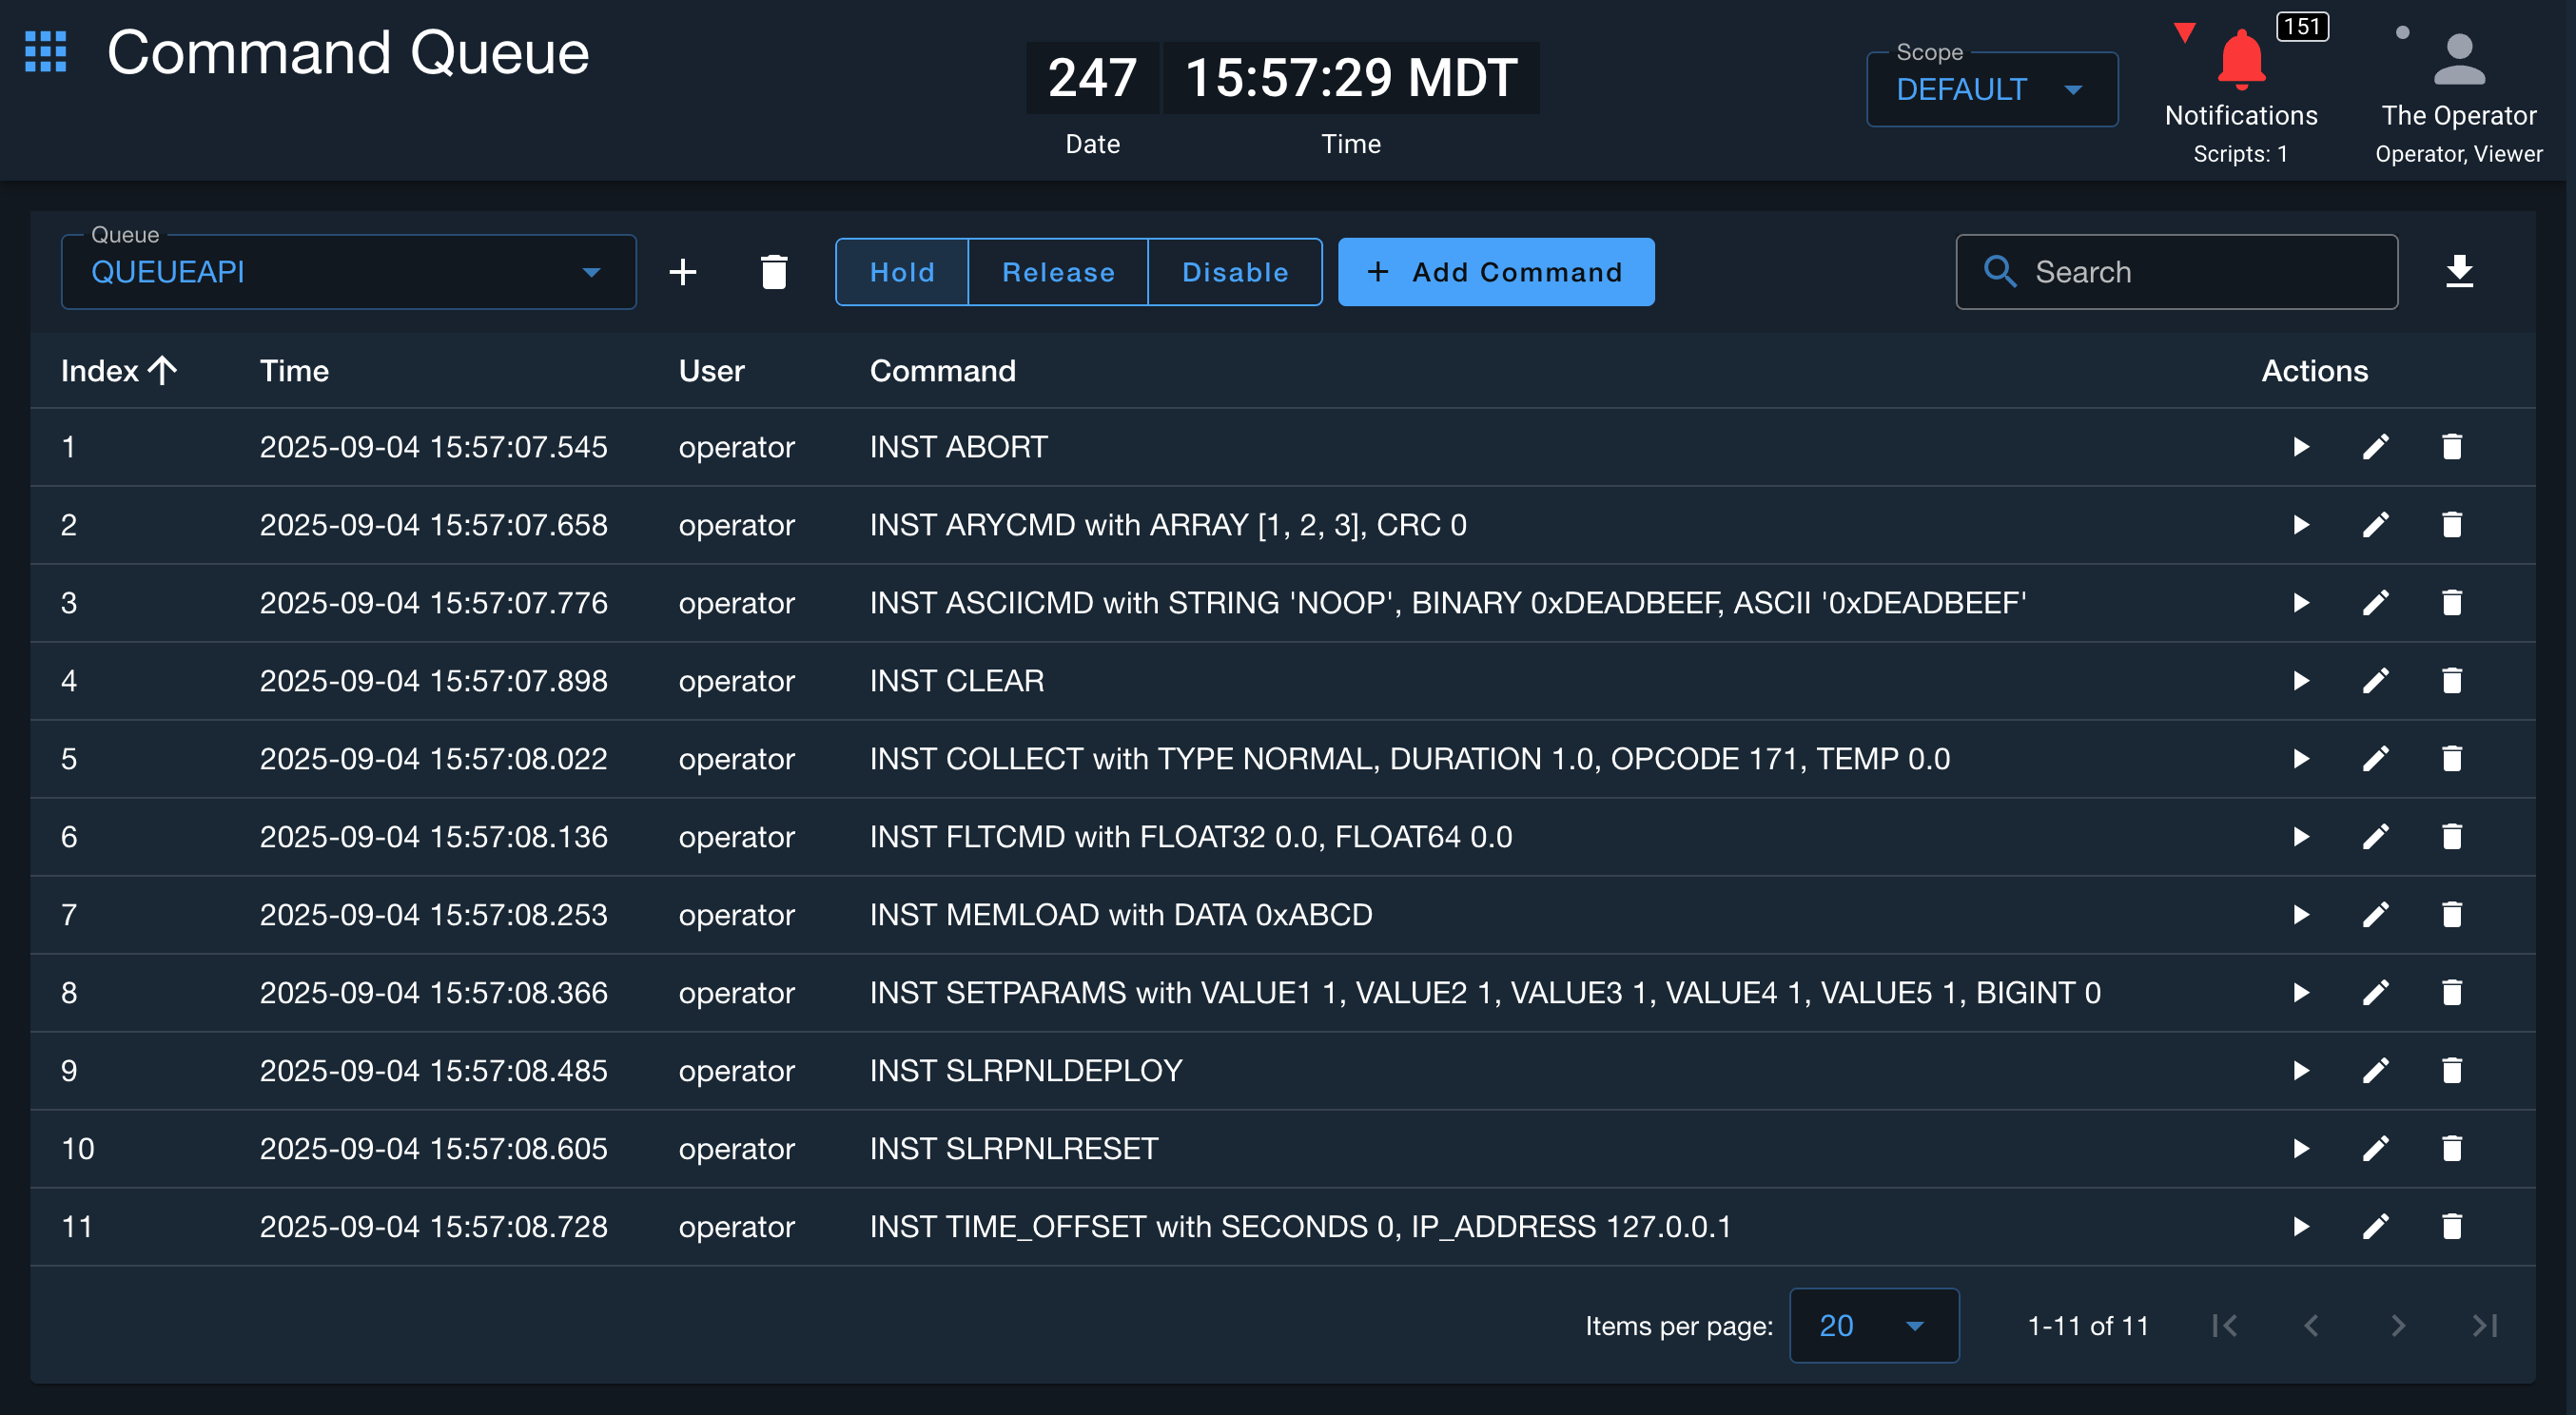 Command Queue
247 15:57:29 MDT
Date Time
Scope
DEFAULT
151
Notifications
Scripts: 1
The Operator
Operator, Viewer
Queue
QUEUEAPI
Hold Release Disable + Add Command
Search
Index Time User Command Actions
1 2025-09-04 15:57:07.545 operator INST ABORT
2 2025-09-04 15:57:07.658 operator INST ARYCMD with ARRAY [1, 2, 3], CRC 0
3 2025-09-04 15:57:07.776 operator INST ASCIICMD with STRING 'NOOP', BINARY 0xDEADBEEF, ASCII '0xDEADBEEF'
4 2025-09-04 15:57:07.898 operator INST CLEAR
5 2025-09-04 15:57:08.022 operator INST COLLECT with TYPE NORMAL, DURATION 1.0, OPCODE 171, TEMP 0.0
6 2025-09-04 15:57:08.136 operator INST FLTCMD with FLOAT32 0.0, FLOAT64 0.0
7 2025-09-04 15:57:08.253 operator INST MEMLOAD with DATA 0xABCD
8 2025-09-04 15:57:08.366 operator INST SETPARAMS with VALUE1 1, VALUE2 1, VALUE3 1, VALUE4 1, VALUE5 1, BIGINT 0
9 2025-09-04 15:57:08.485 operator INST SLRPNLDEPLOY
10 2025-09-04 15:57:08.605 operator INST SLRPNLRESET
11 2025-09-04 15:57:08.728 operator INST TIME_OFFSET with SECONDS 0, IP_ADDRESS 127.0.0.1
Items per page: 20 1-11 of 11